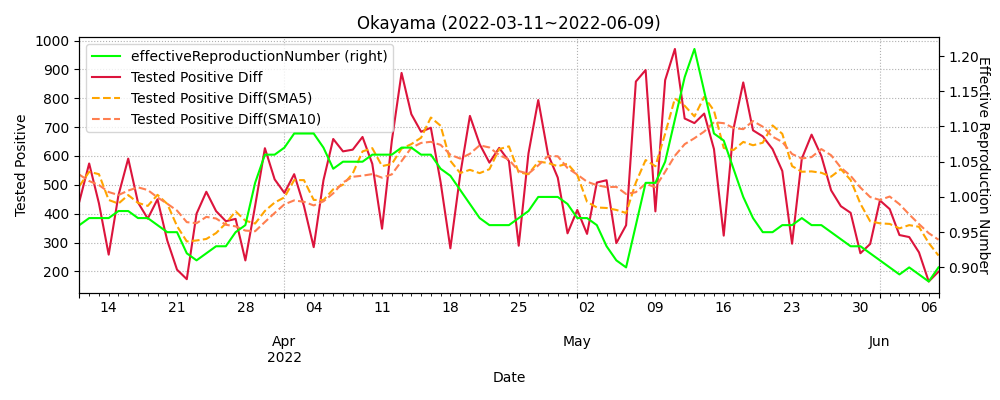 Okayama (2022-03-11~2022-06-09)
effectiveReproductionNumber (right)
Tested Positive Diff
Tested Positive Diff(SMA5)
Tested Positive Diff(SMA10)
Tested Positive
1000
900
800
700
600
500
400
300
200
Effective Reproduction Number
1.20
1.15
1.10
1.05
1.00
0.95
0.90
14 21 28 04 11 18 25 02 09 16 23 30 06
Apr May Jun
2022
Date